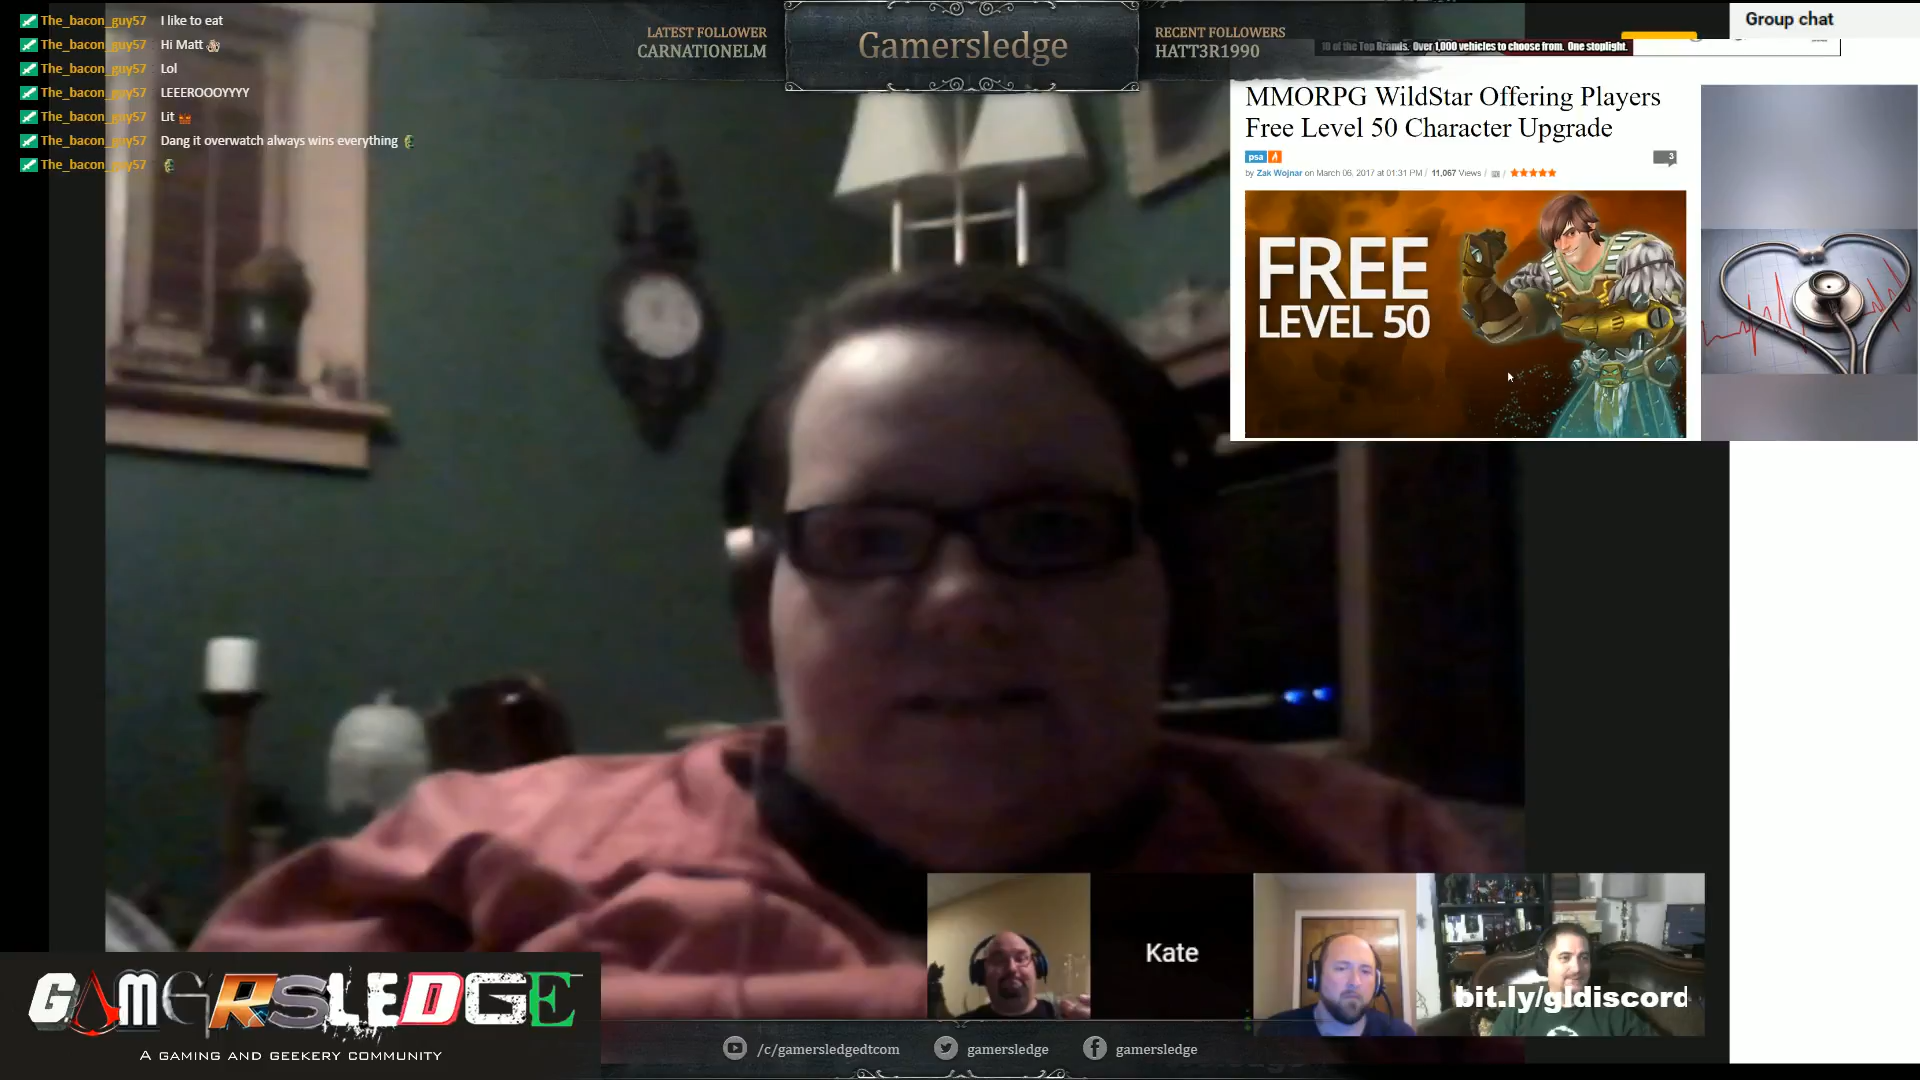 The_bacon_guy57 I like to eat
The_bacon_guy57 Hi Matt
The_bacon_guy57 Lol
The_bacon_guy57 LEEEROOOYYYY
The_bacon_guy57 Lit
The_bacon_guy57 Dang it overwatch always wins everything
The_bacon_guy57
LATEST FOLLOWER
CARNATIONELM
Gamersledge
RECENT FOLLOWERS
HATT3R1990
Group chat
10 of the Top Brands. Over 1,000 vehicles to choose from. One stoplight.
MMORPG WildStar Offering Players
Free Level 50 Character Upgrade
psa
3
by Zak Wojnar on March 06, 2017 at 01:31 PM / 11,067 Views /
FREE
LEVEL 50
Kate
bit.ly/gldiscord
GAMERSLEDGE
A GAMING AND GEEKERY COMMUNITY
/c/gamersledgedtcom
gamersledge
gamersledge